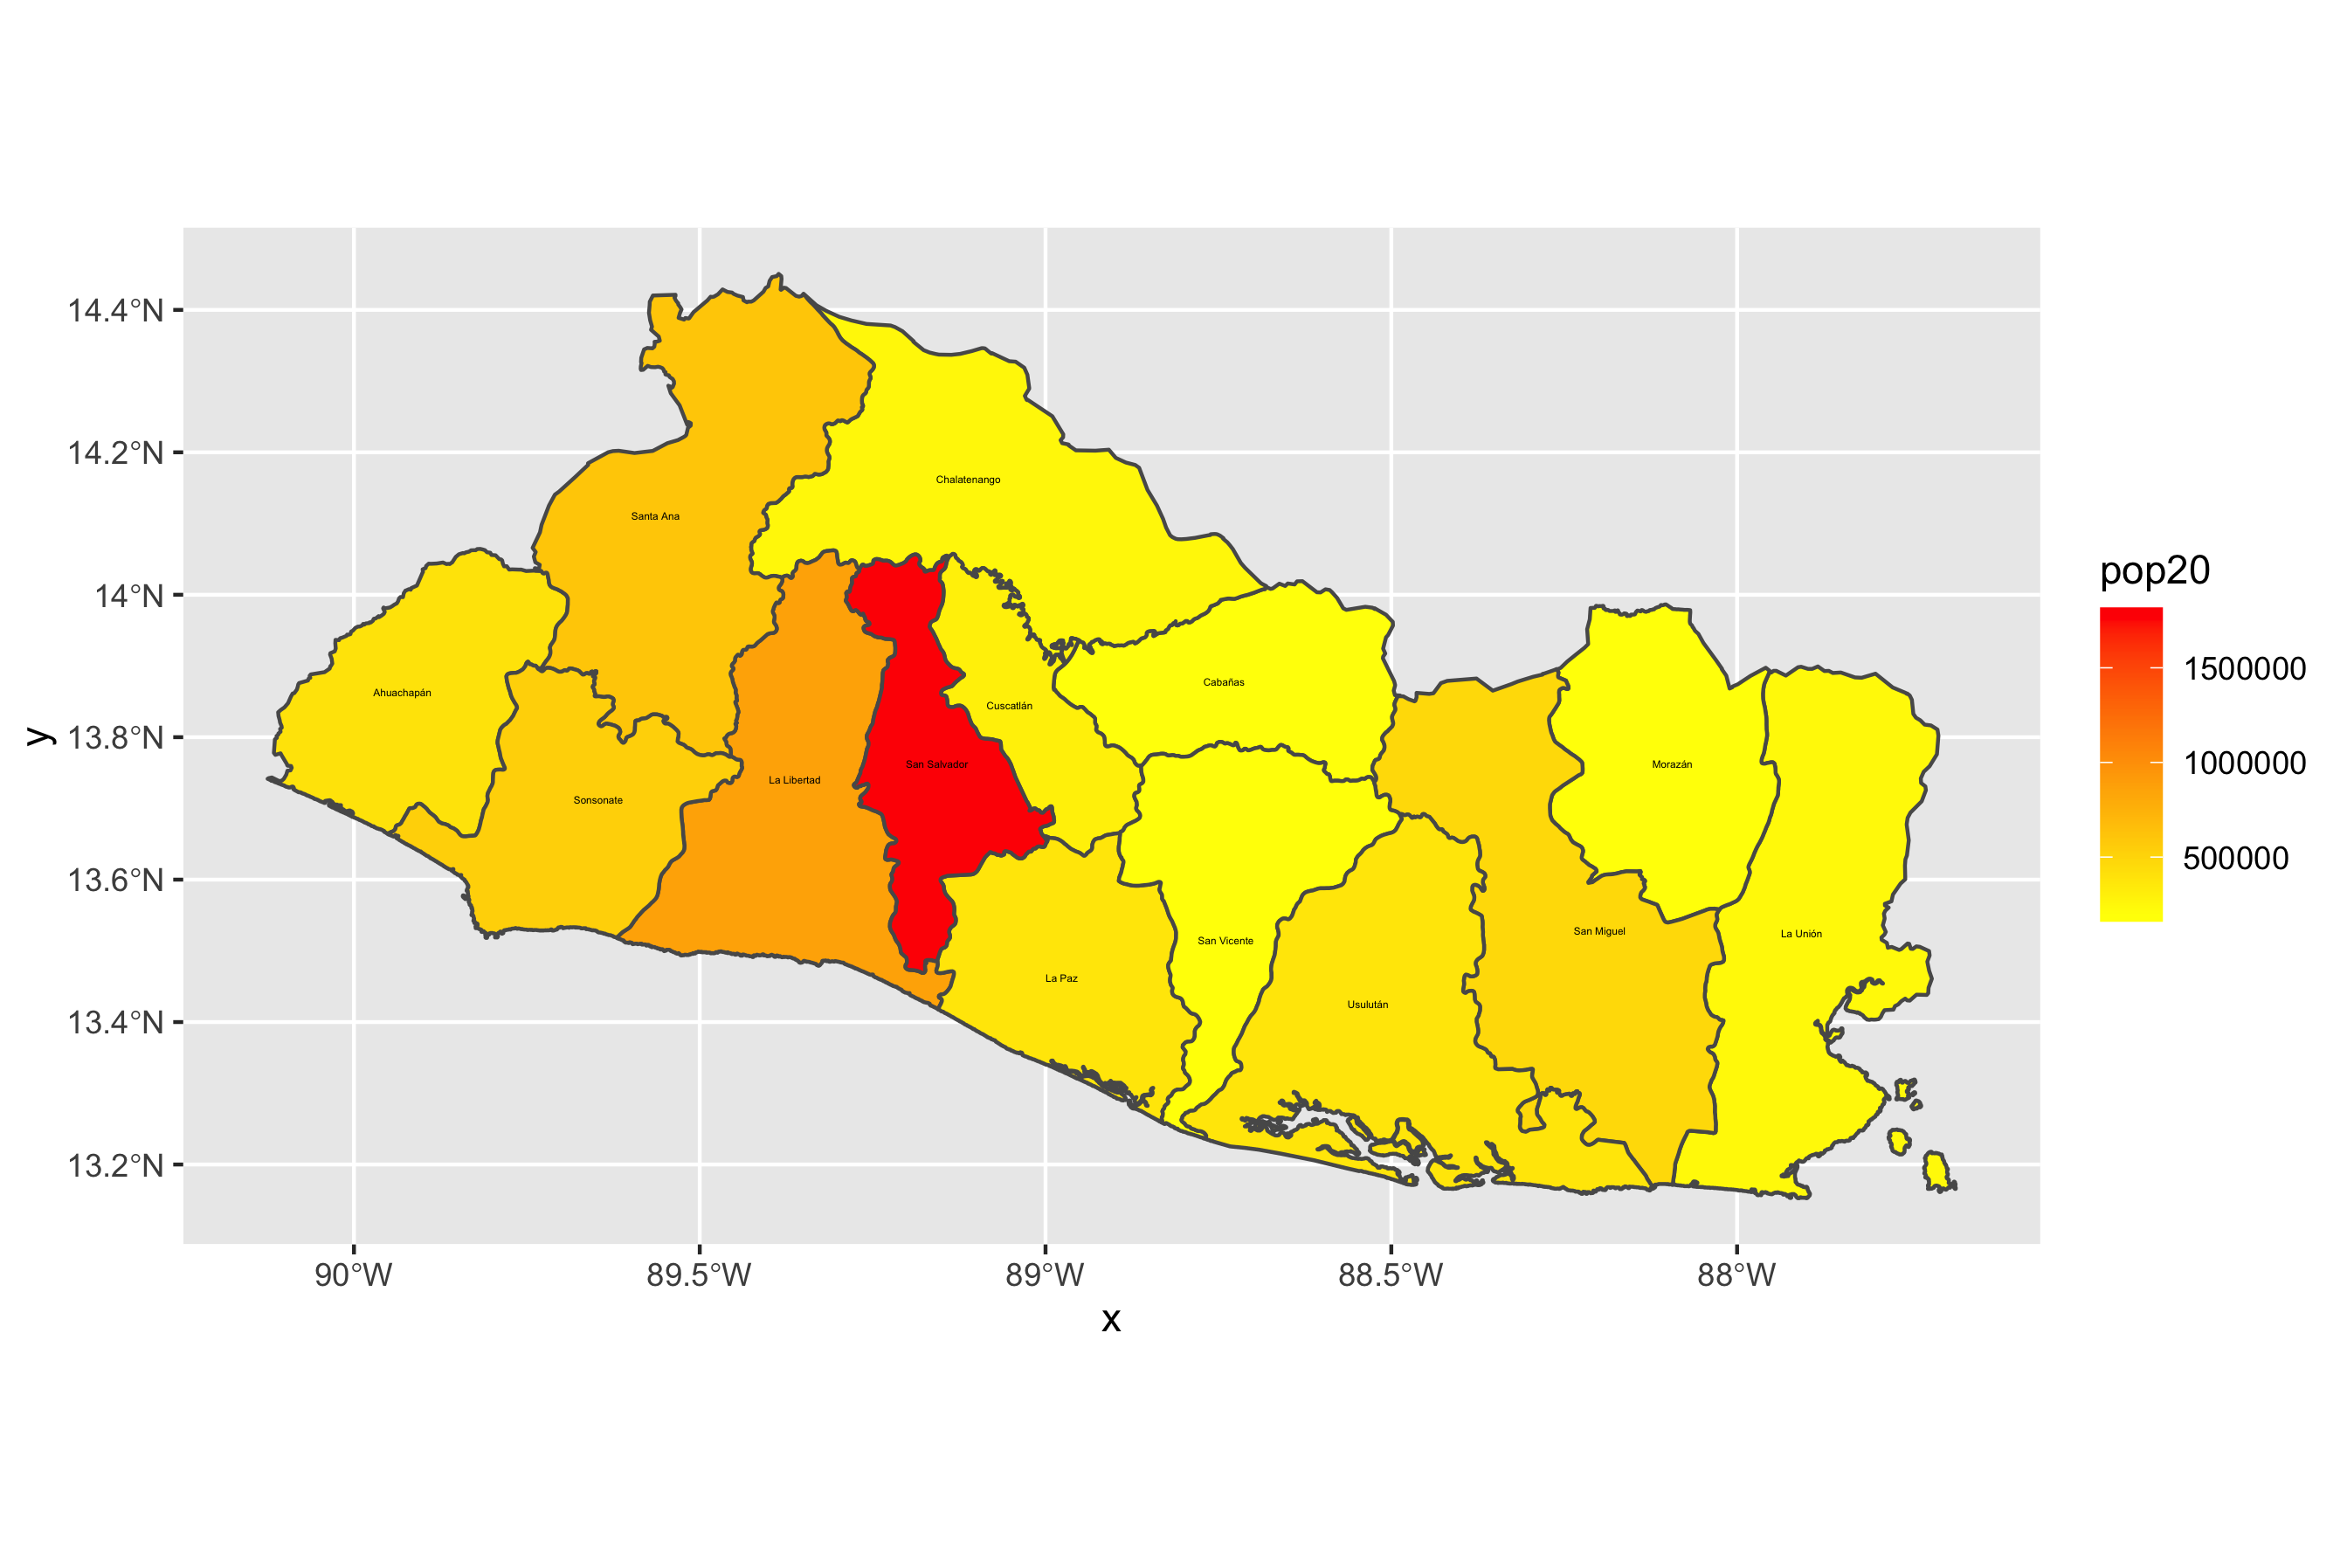 14.4°N
14.2°N
14°N
13.8°N
13.6°N
13.4°N
13.2°N
y
Chalatenango
Santa Ana
Cabañas
Ahuachapán
Cuscatlán
San Salvador
Morazán
La Libertad
Sonsonate
San Miguel
La Unión
San Vicente
La Paz
Usulután
90°W
89.5°W
89°W
88.5°W
88°W
x
pop20
1500000
1000000
500000